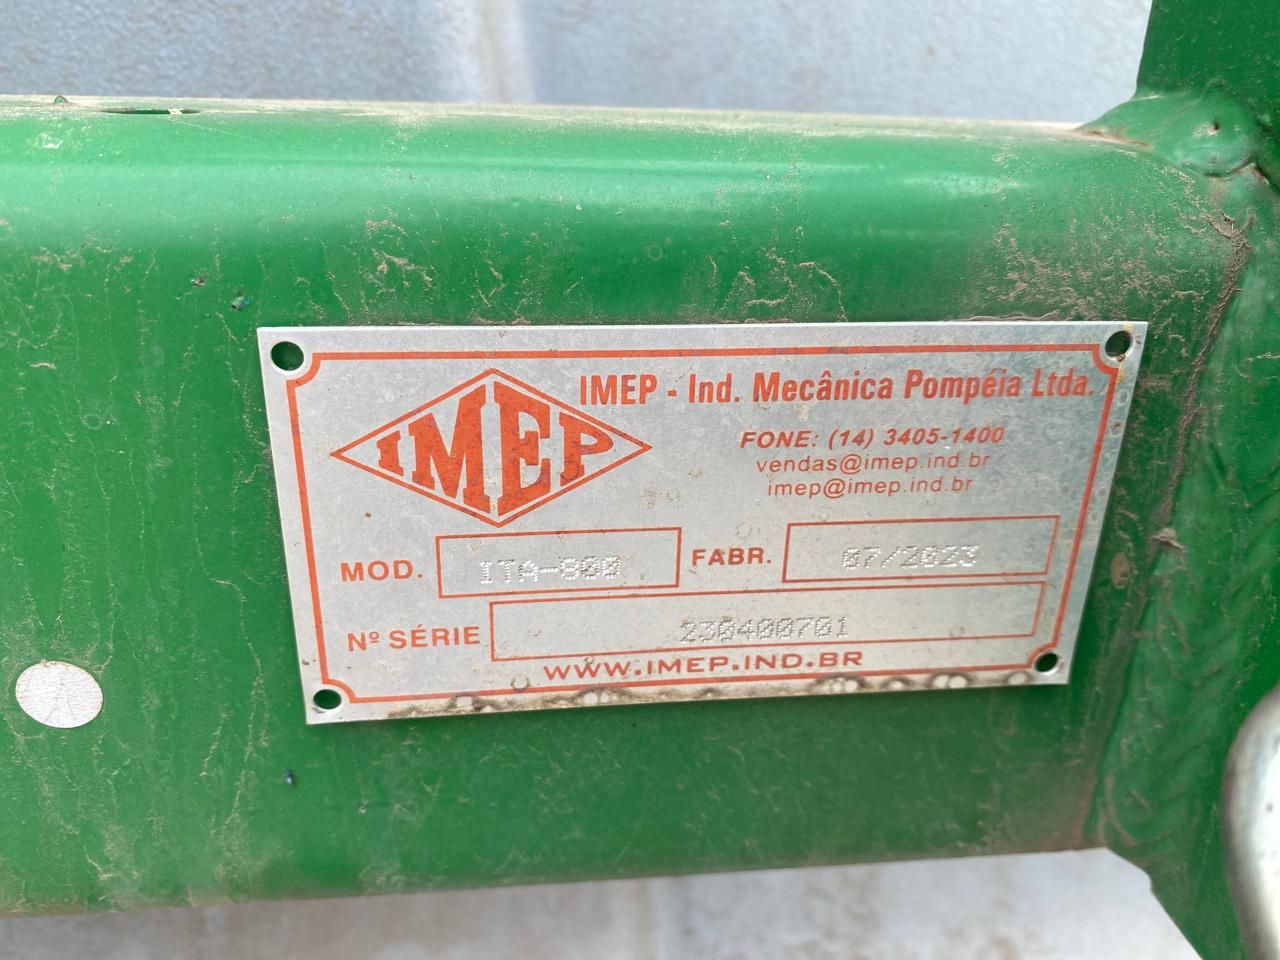 IMEP
IMEP - Ind. Mecânica Pompéia Ltda.
FONE: (14) 3405-1400
vendas@imep.ind.br
imep@imep.ind.br
MOD. ITA-800 FABR. 07/2023
Nº SÉRIE 230400701
WWW.IMEP.IND.BR